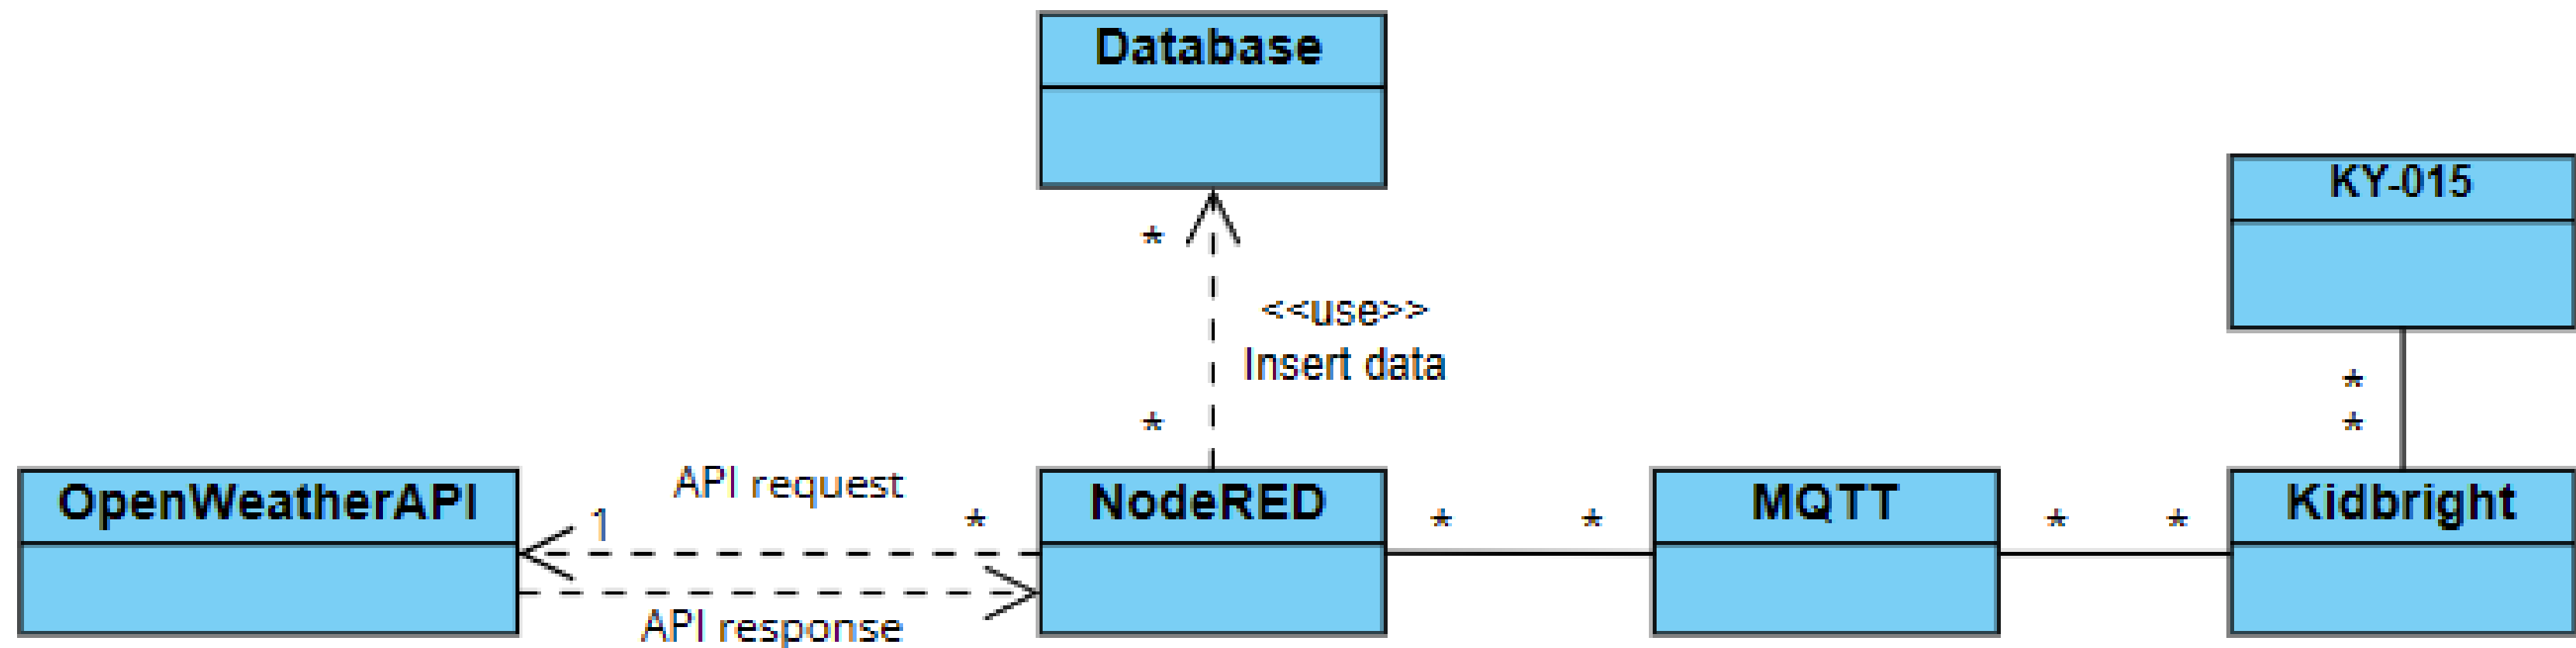 Database
KY-015
*
<<use>>
Insert data
*
*
*
OpenWeatherAPI
API request
1
*
API response
NodeRED
*
*
MQTT
*
*
Kidbright